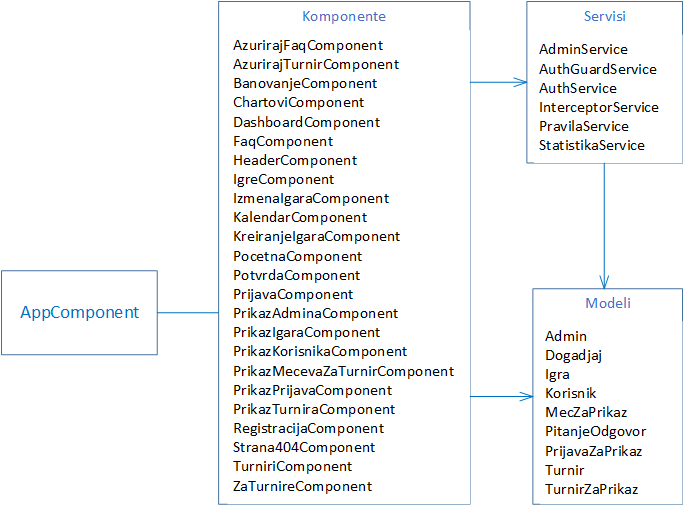 AppComponent
Komponente
AzurirajFaqComponent
AzurirajTurnirComponent
BanovanjeComponent
ChartoviComponent
DashboardComponent
FaqComponent
HeaderComponent
IgreComponent
IzmenaIgaraComponent
KalendarComponent
KreiranjeIgaraComponent
PocetnaComponent
PotvrdaComponent
PrijavaComponent
PrikazAdminaComponent
PrikazIgaraComponent
PrikazKorisnikaComponent
PrikazMecevaZaTurnirComponent
PrikazPrijavaComponent
PrikazTurniraComponent
RegistracijaComponent
Strana404Component
TurniriComponent
ZaTurnireComponent
Servisi
AdminService
AuthGuardService
AuthService
InterceptorService
PravilaService
StatistikaService
Modeli
Admin
Dogadjaj
Igra
Korisnik
MecZaPrikaz
PitanjeOdgovor
PrijavaZaPrikaz
Turnir
TurnirZaPrikaz